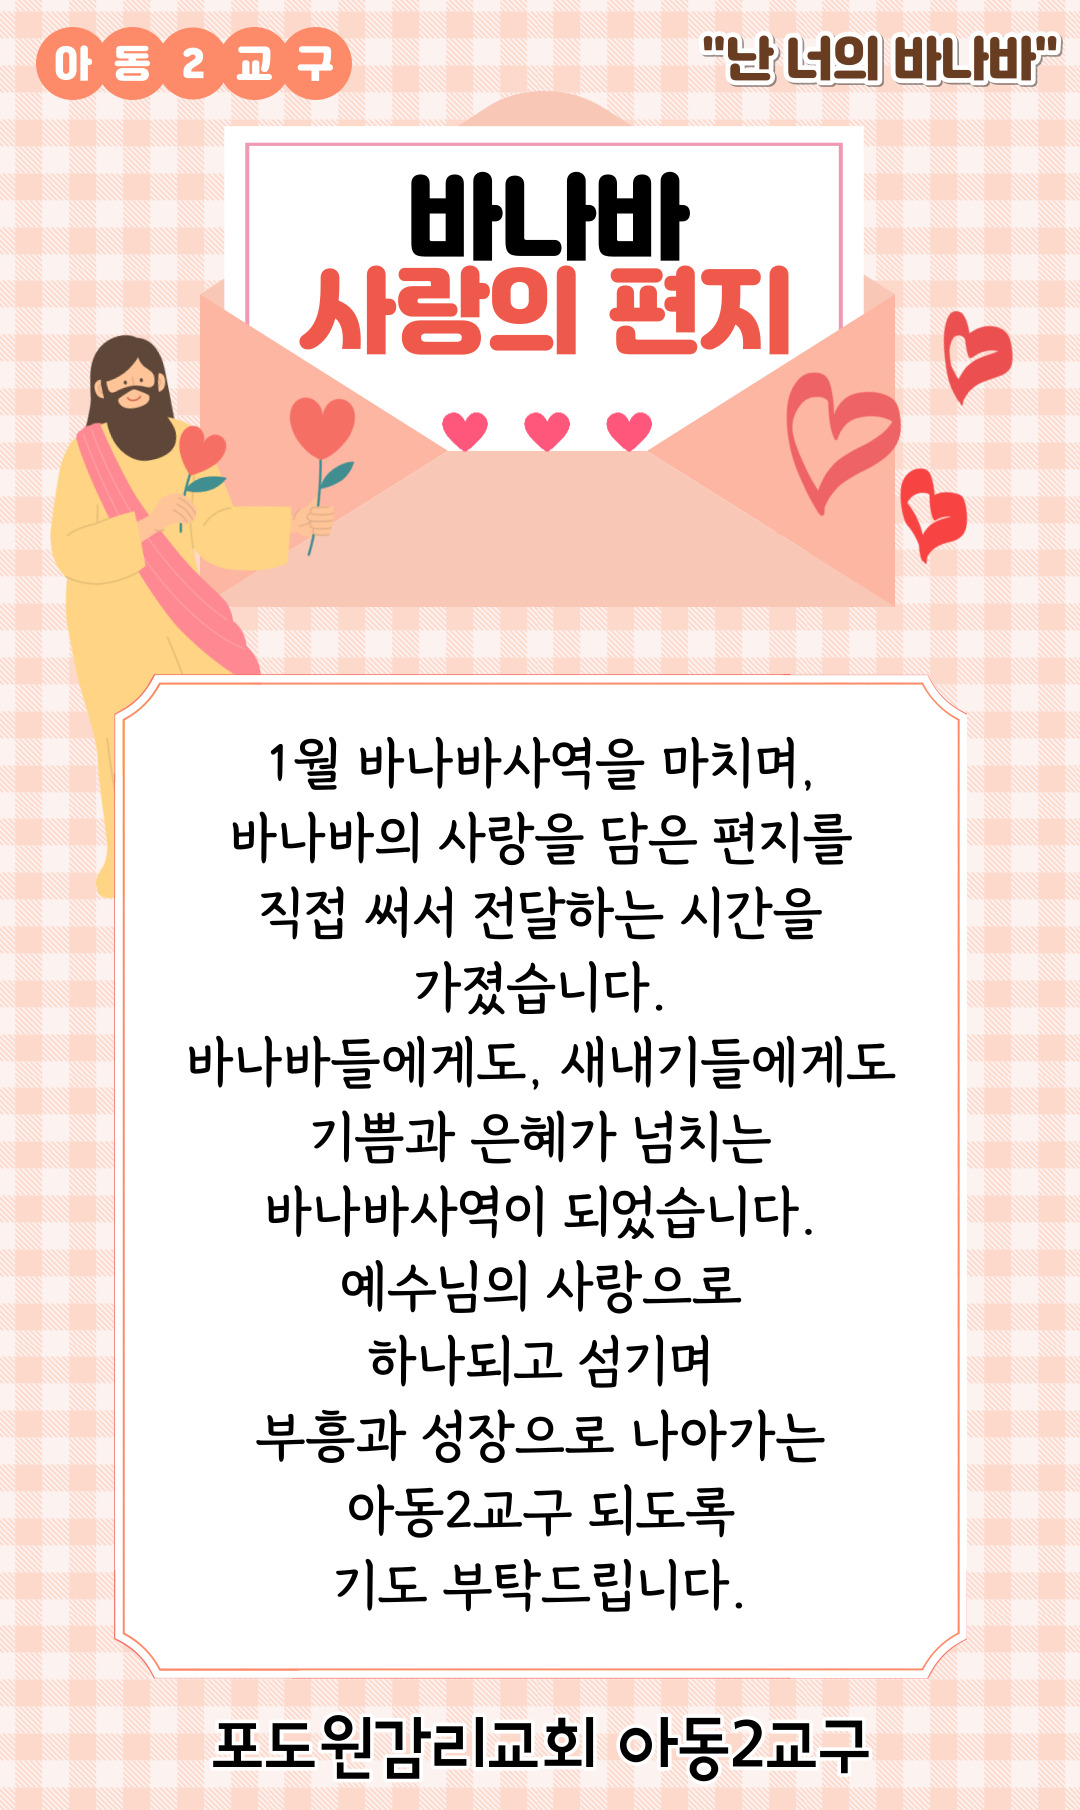 아동2교구
"난 너의 바나바"
바나바
사랑의 편지
1월 바나바사역을 마치며,
바나바의 사랑을 담은 편지를
직접 써서 전달하는 시간을
가졌습니다.
바나바들에게도, 새내기들에게도
기쁨과 은혜가 넘치는
바나바사역이 되었습니다.
예수님의 사랑으로
하나되고 섬기며
부흥과 성장으로 나아가는
아동2교구 되도록
기도 부탁드립니다.
포도원감리교회 아동2교구